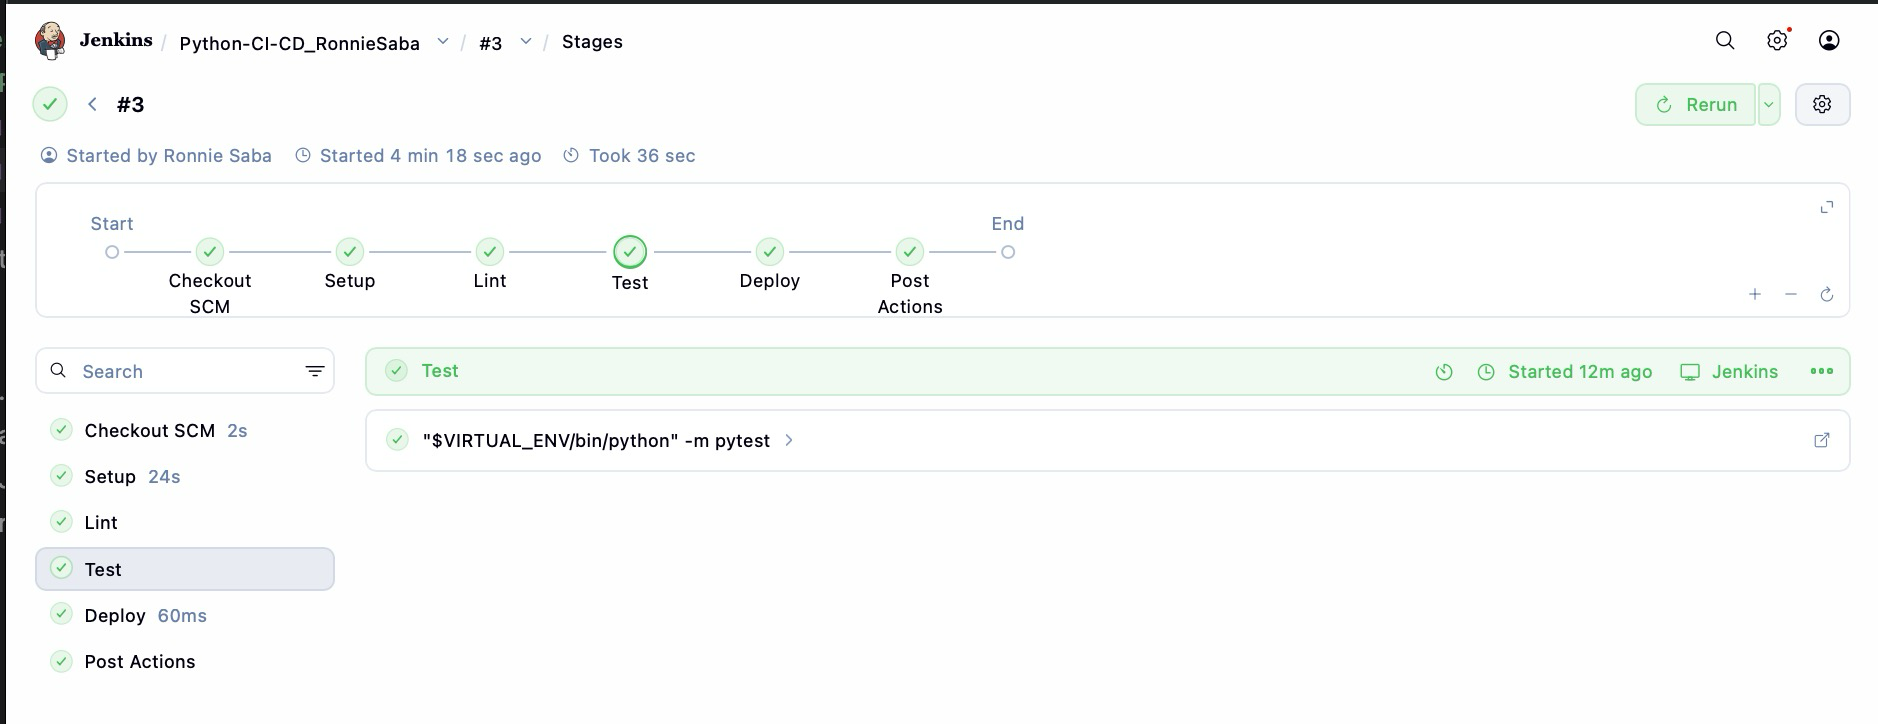 Jenkins / Python-CI-CD_RonnieSaba / #3 / Stages
#3
Rerun
Started by Ronnie Saba Started 4 min 18 sec ago Took 36 sec
Start End
Checkout SCM
Setup
Lint
Test
Deploy
Post Actions
Search
Checkout SCM 2s
Setup 24s
Lint
Test
Deploy 60ms
Post Actions
Test Started 12m ago Jenkins
"$VIRTUAL_ENV/bin/python" -m pytest